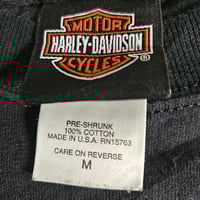 MOTOR
HARLEY-DAVIDSON
CYCLES
®
PRE-SHRUNK
100% COTTON
MADE IN U.S.A. RN15763
CARE ON REVERSE
M